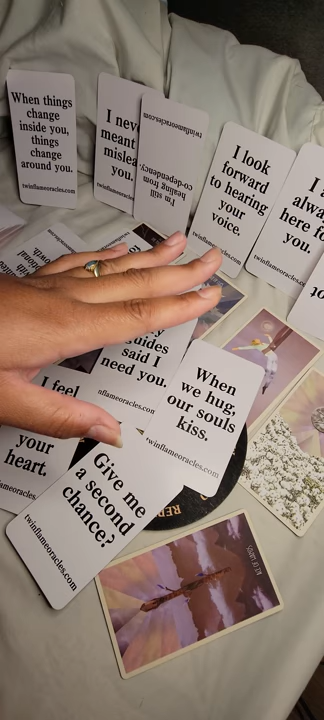 When things
change
inside you,
things
change
around you.
twinflameoracles.com
I nev
meant
mislea
you.
twinflameoracles.com
I'm still
healing from
co-dependency.
twinflameoracles.com
I look
forward
to hearing
your
voice.
twinflameoracles.com
I a
alwa
here fo
you.
twinflameoracles
guides
said I
need you.
uflameoracles.com
When
we hug,
our souls
kiss.
twinflameoracles.com
I feel
your
heart.
Give me
a second
chance?
twinflameoracles.com